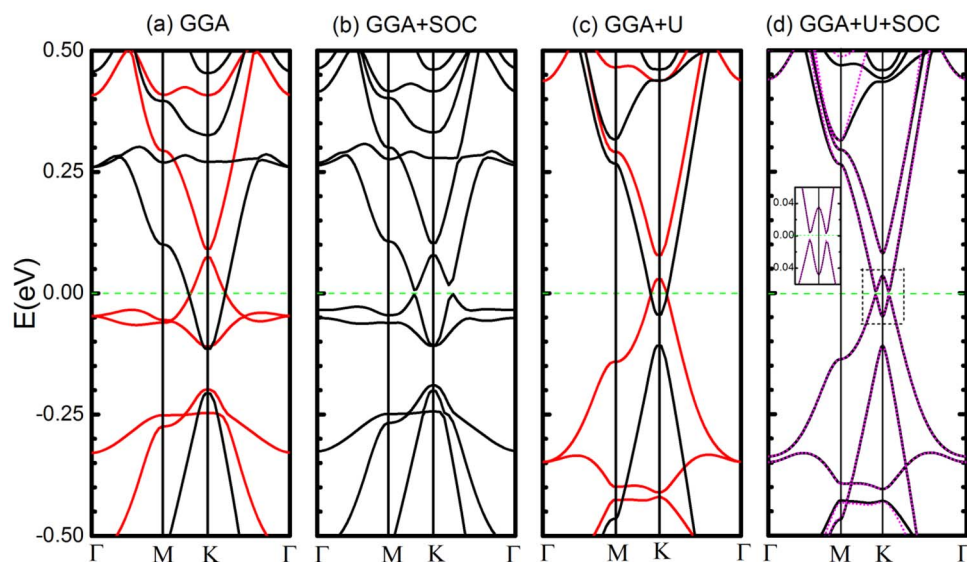 (a) GGA
(b) GGA+SOC
(c) GGA+U
(d) GGA+U+SOC
E(eV)
0.50
0.25
0.00
-0.25
-0.50
0.04
0.00
-0.04
Γ M K Γ
Γ M K Γ
Γ M K Γ
Γ M K Γ